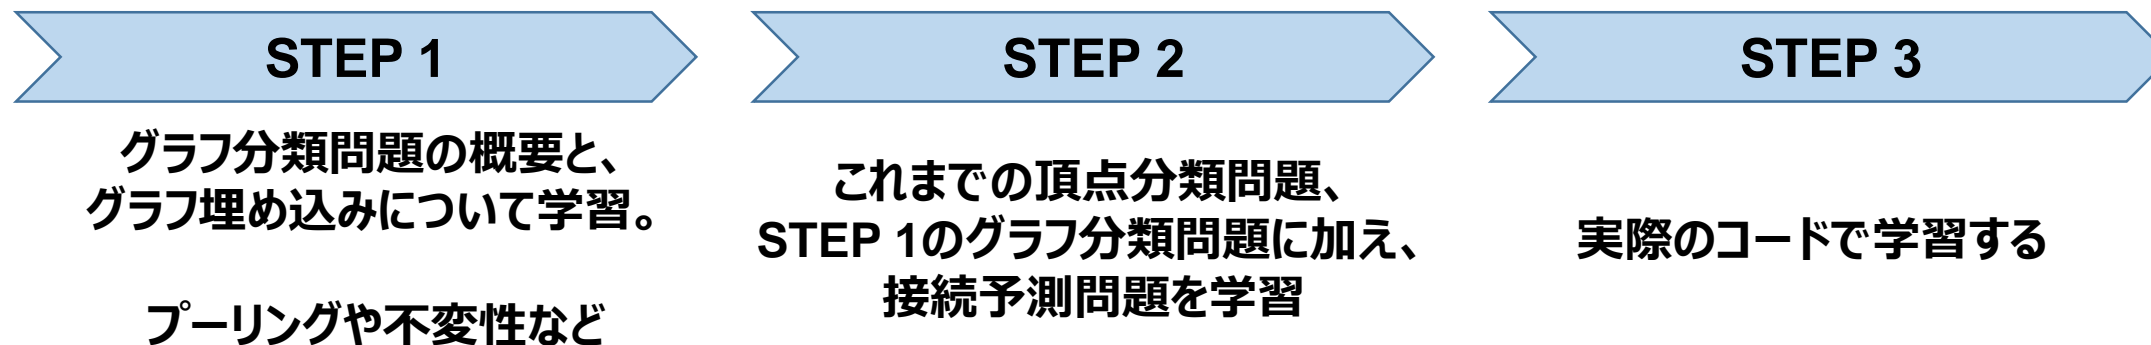 STEP 1
グラフ分類問題の概要と、
グラフ埋め込みについて学習。
プーリングや不変性など
STEP 2
これまでの頂点分類問題、
STEP 1のグラフ分類問題に加え、
接続予測問題を学習
STEP 3
実際のコードで学習する